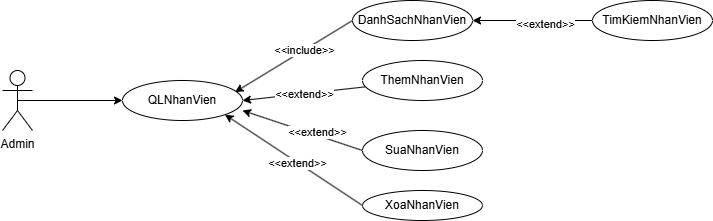 DanhSachNhanVien
<<extend>>
TimKiemNhanVien
<<include>>
ThemNhanVien
<<extend>>
QLNhanVien
Admin
<<extend>>
SuaNhanVien
<<extend>>
XoaNhanVien